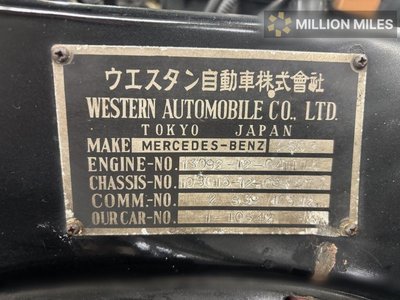 MILLION MILES
ウエスタン自動車株式會社
WESTERN AUTOMOBILE CO., LTD.
TOKYO JAPAN
MAKE MERCEDES-BENZ
ENGINE-NO.
CHASSIS-NO.
COMM.-NO.
OUR CAR-NO.